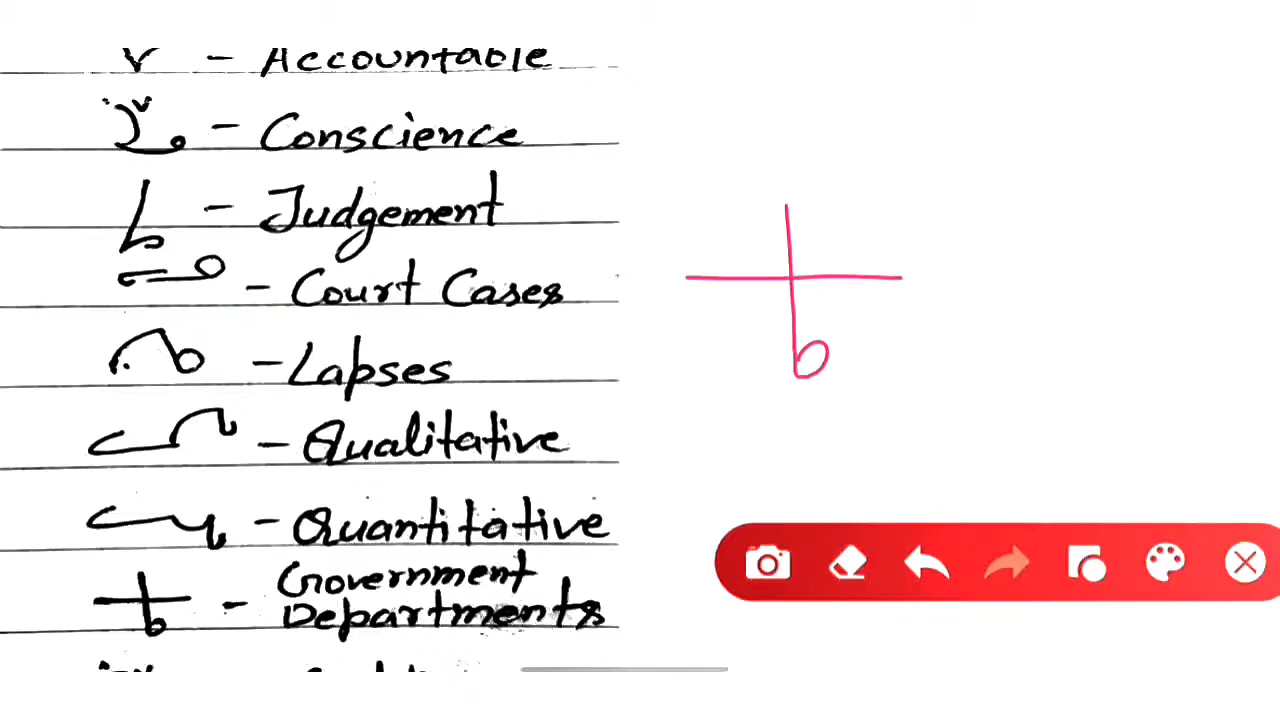 - Accountable
- Conscience
- Judgement
- Court Cases
- Lapses
- Qualitative
- Quantitative
- Government
Departments